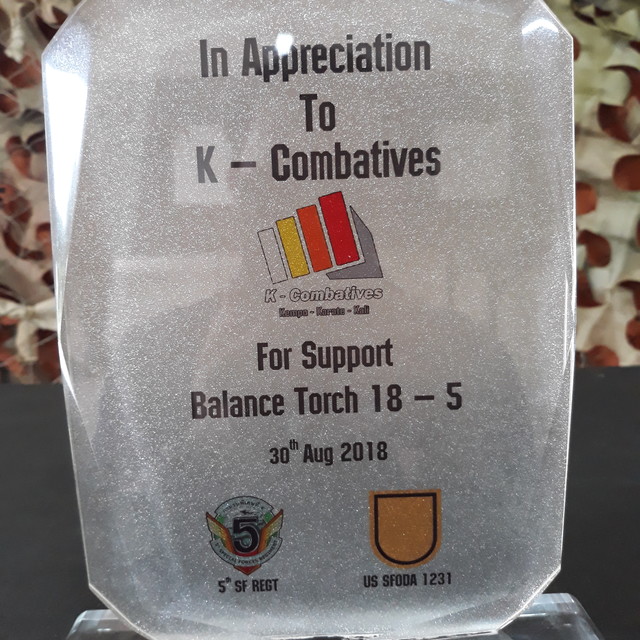 In Appreciation
To
K – Combatives
K - Combatives
Kempo - Karate - Kali
For Support
Balance Torch 18 – 5
30th Aug 2018
5
5th SF REGT
US SFODA 1231